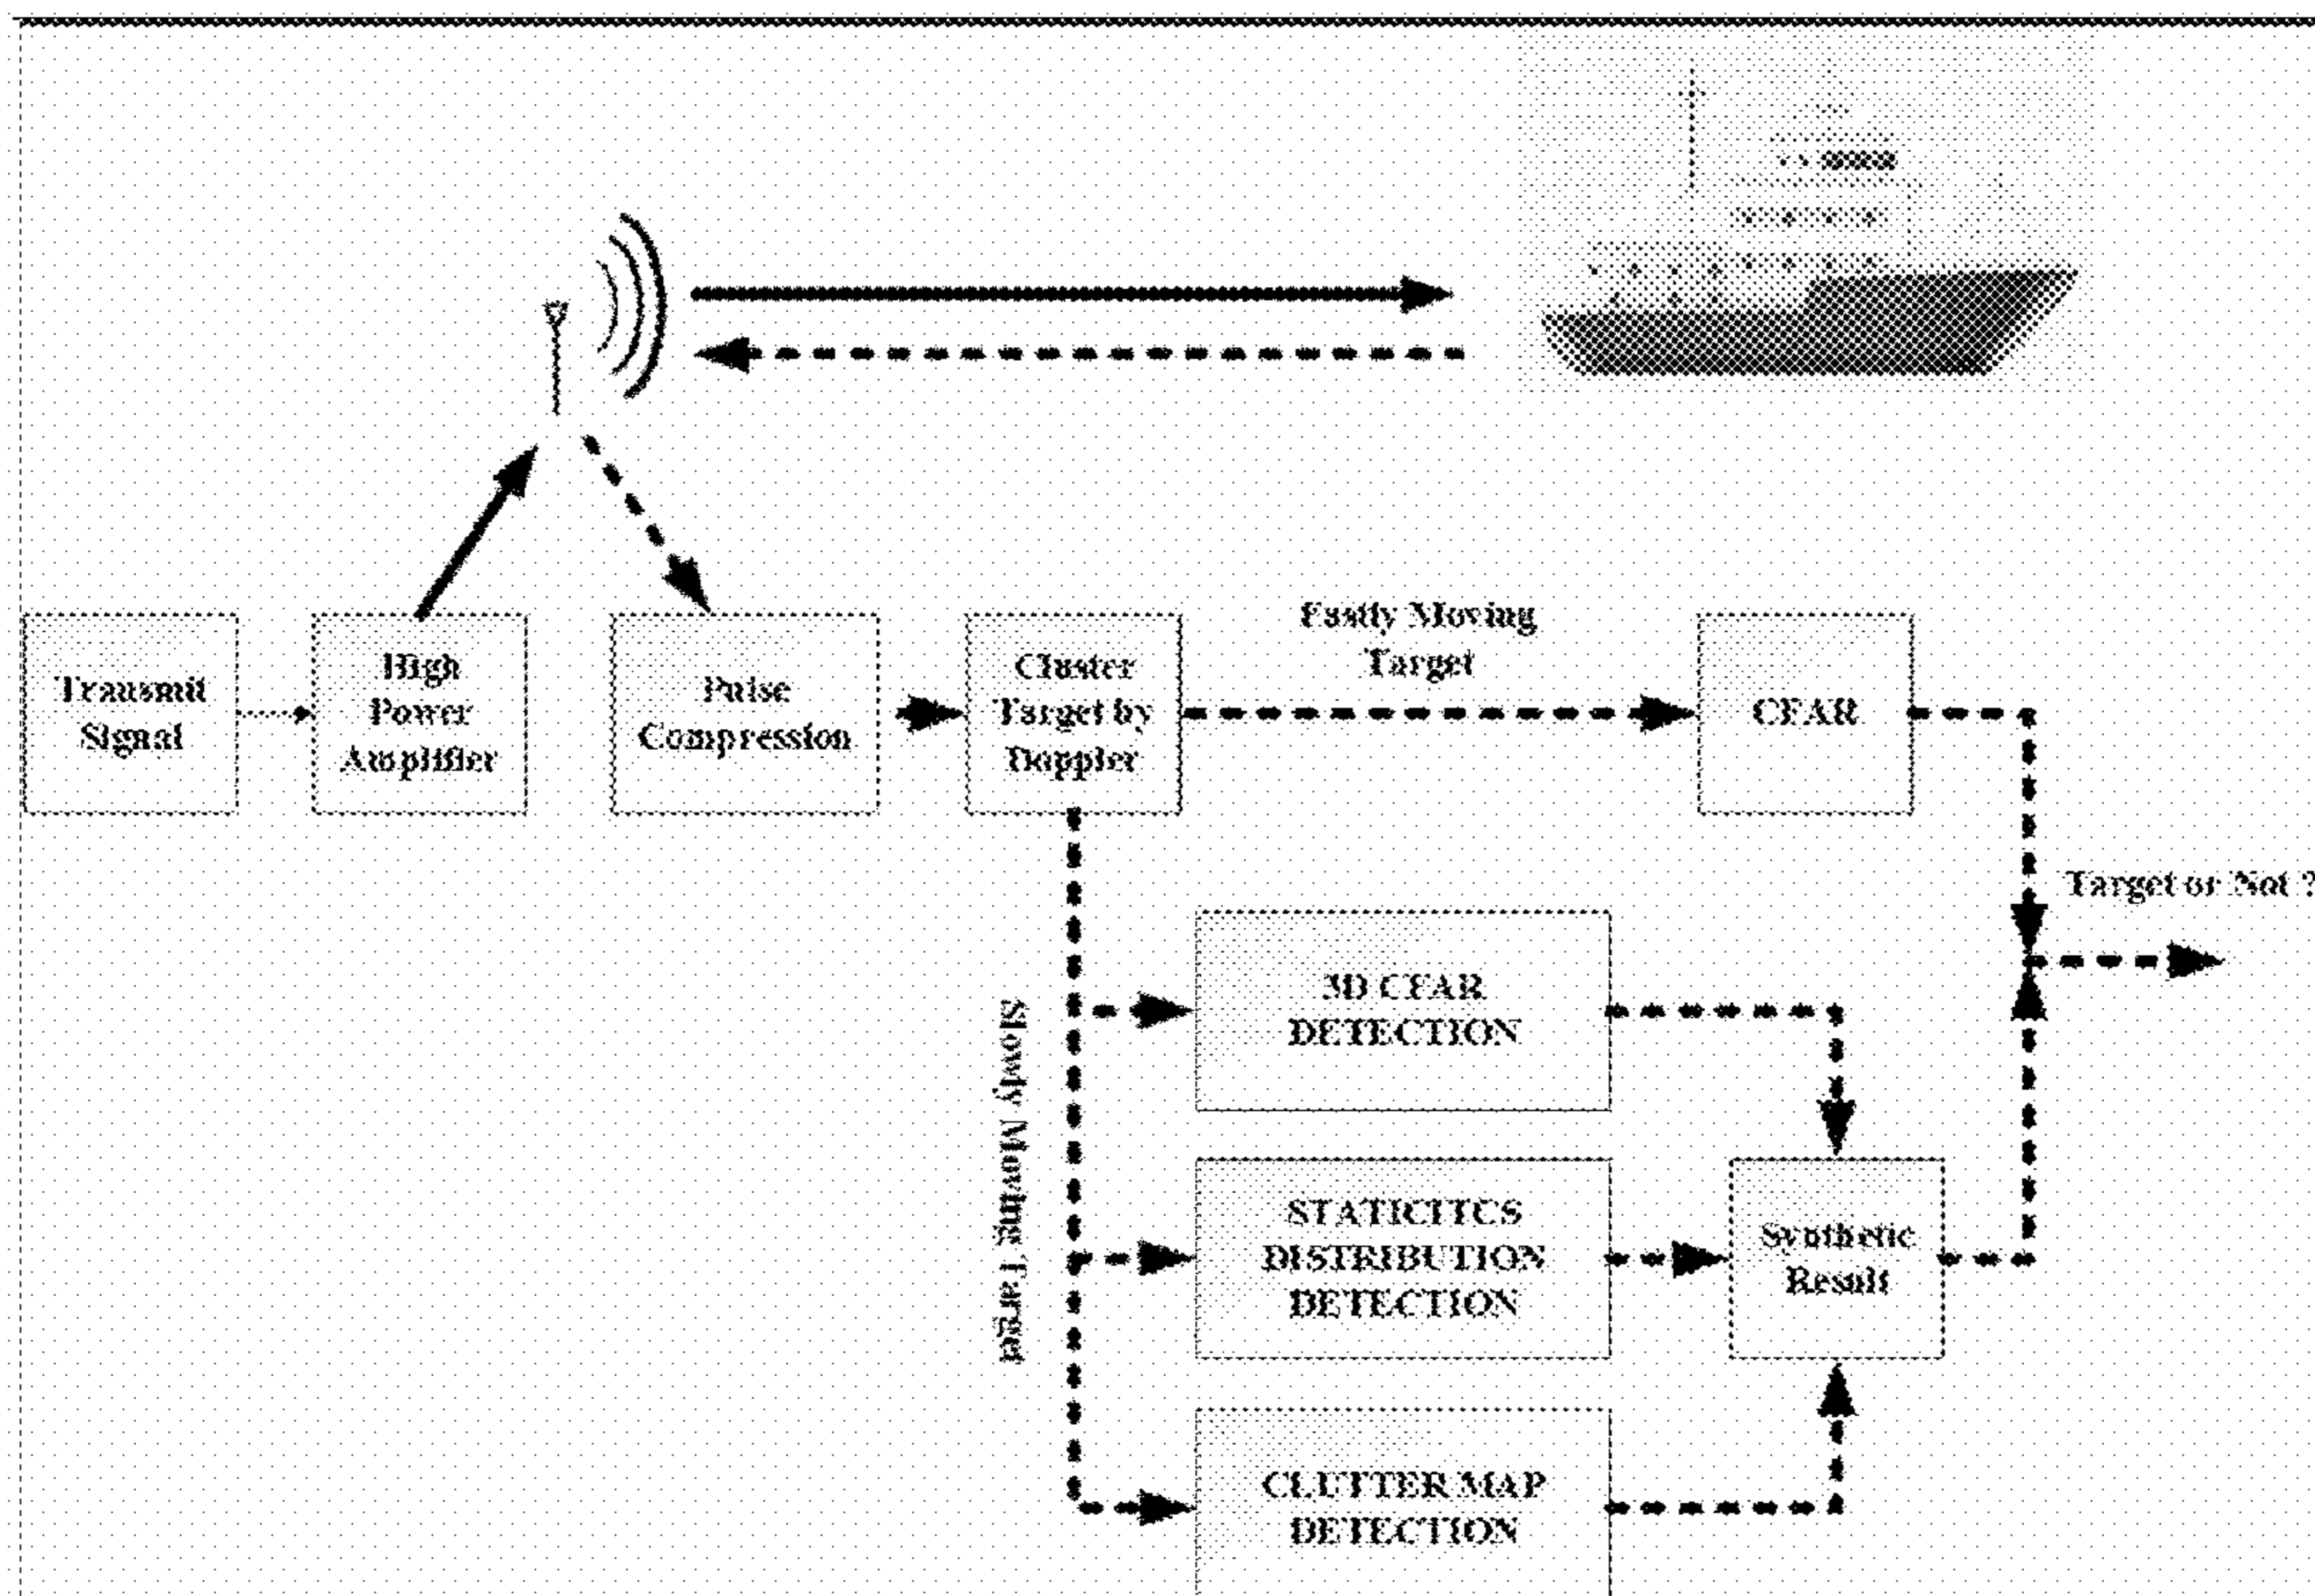 Transmit
Signal
High
Power
Amplifier
Pulse
Compression
Cluster
Target by
Doppler
Fastly Moving
Target
CFAR
Target or Not ?
Slowly Moving Target
3D CFAR
DETECTION
STATICITCS
DISTRIBUTION
DETECTION
Synthetic
Result
CLUTTER MAP
DETECTION